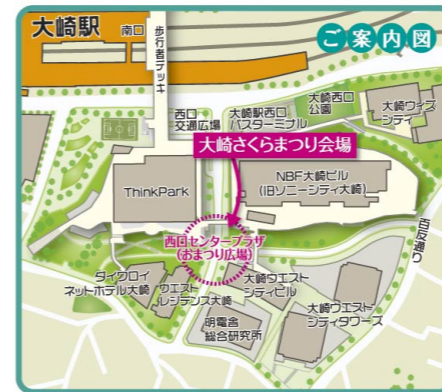 ご案内図
大崎駅
南口
歩行者デッキ
西口
交通広場
大崎駅西口
バスターミナル
大崎西口
公園
大崎ウィズ
シティ
大崎さくらまつり会場
ThinkPark
NBF大崎ビル
(旧ソニーシティ大崎)
百反通り
西口センタープラザ
(おまつり広場)
ダイワロイ
ネットホテル大崎
ウエスト
レジデンス大崎
大崎ウエスト
シティビル
大崎ウエスト
シティタワーズ
明電舎
総合研究所